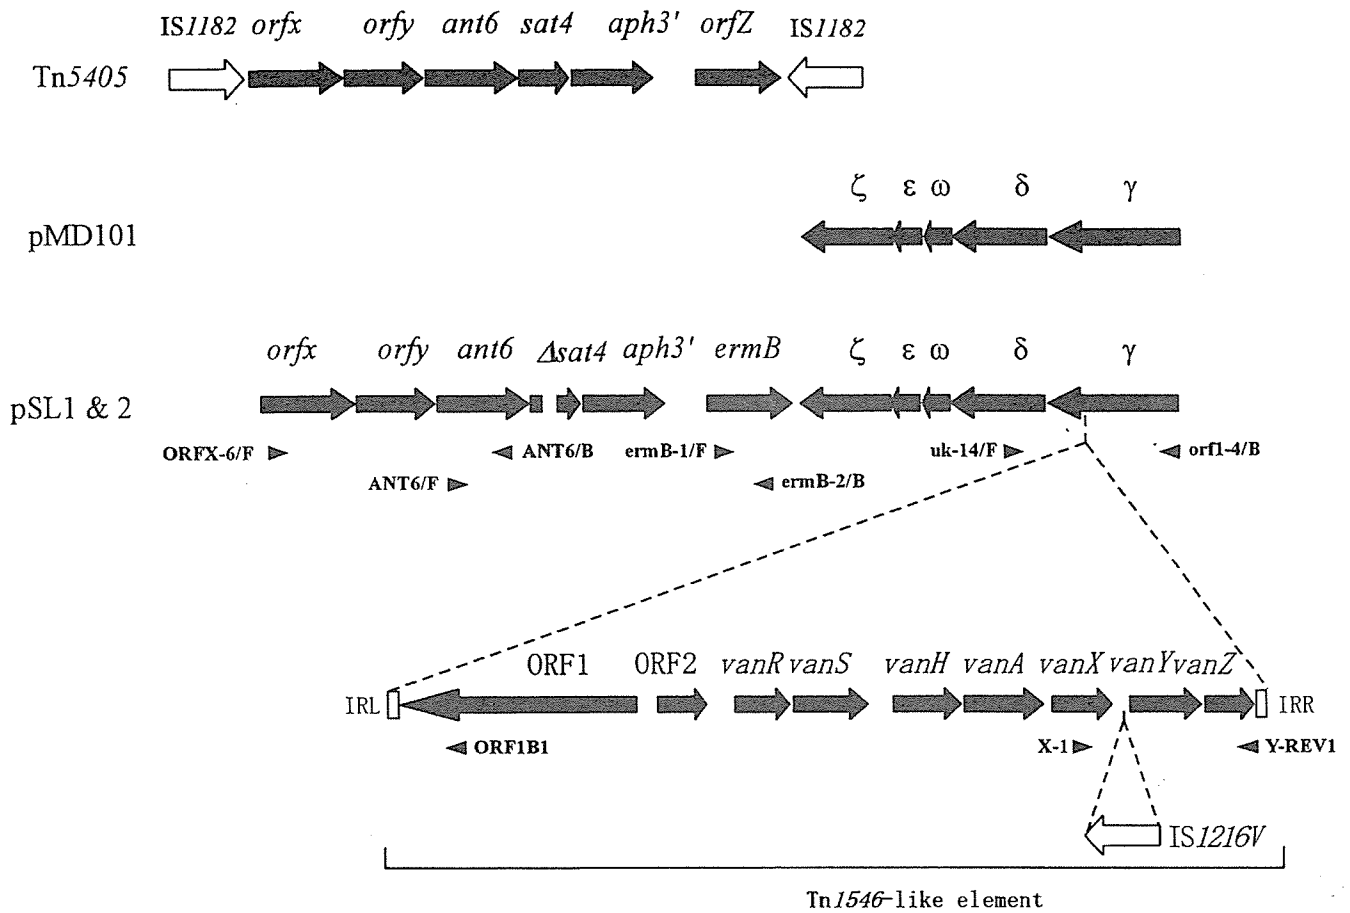 IS1182 orfx orfy ant6 sat4 aph3' orfZ IS1182
Tn5405
ζ ε ω δ γ
pMD101
orfx orfy ant6 Δsat4 aph3' ermB ζ ε ω δ γ
pSL1 & 2
ORFX-6/F ANT6/B ermB-1/F uk-14/F orf1-4/B
ANT6/F ermB-2/B
ORF1 ORF2 vanR vanS vanH vanA vanX vanY vanZ
IRL IRR
ORF1B1 X-1 Y-REV1
IS1216V
Tn1546-like element